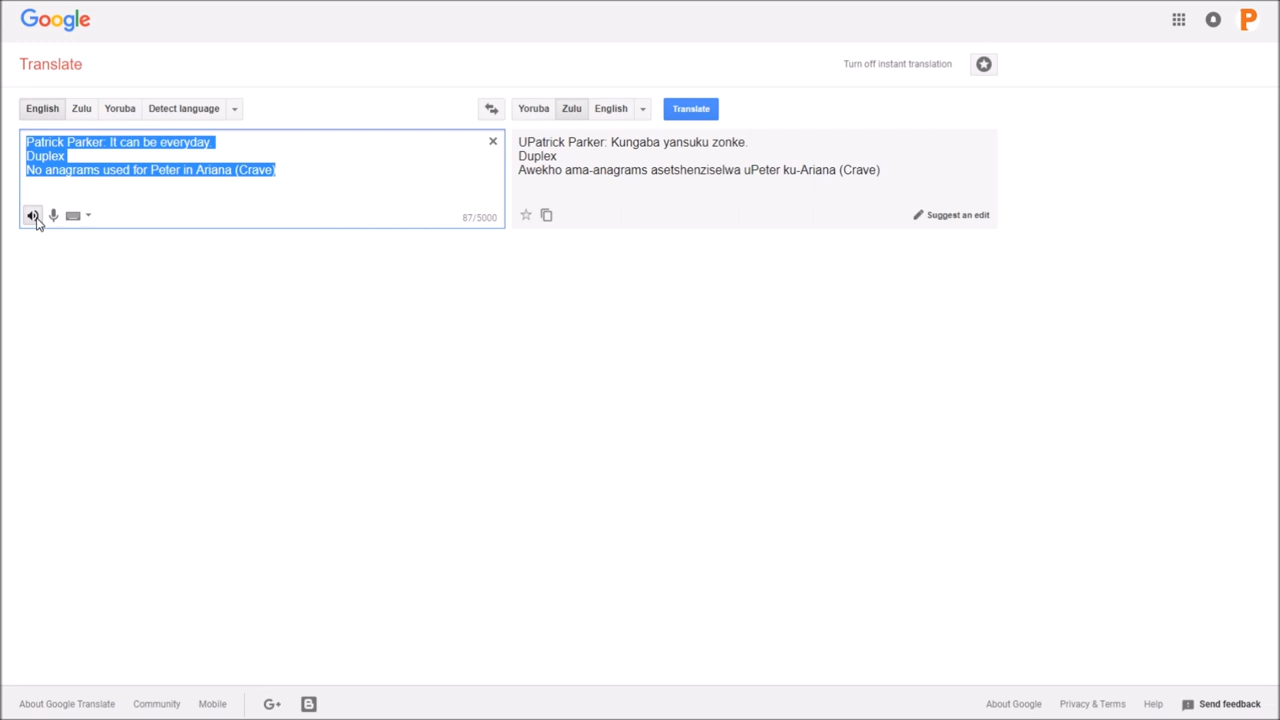 Google
P
Translate
Turn off instant translation
English Zulu Yoruba Detect language
Yoruba Zulu English Translate
Patrick Parker: It can be everyday.
Duplex
No anagrams used for Peter in Ariana (Crave)
87/5000
UPatrick Parker: Kungaba yansuku zonke.
Duplex
Awekho ama-anagrams asetshenziselwa uPeter ku-Ariana (Crave)
Suggest an edit
About Google Translate Community Mobile G+ B About Google Privacy & Terms Help Send feedback